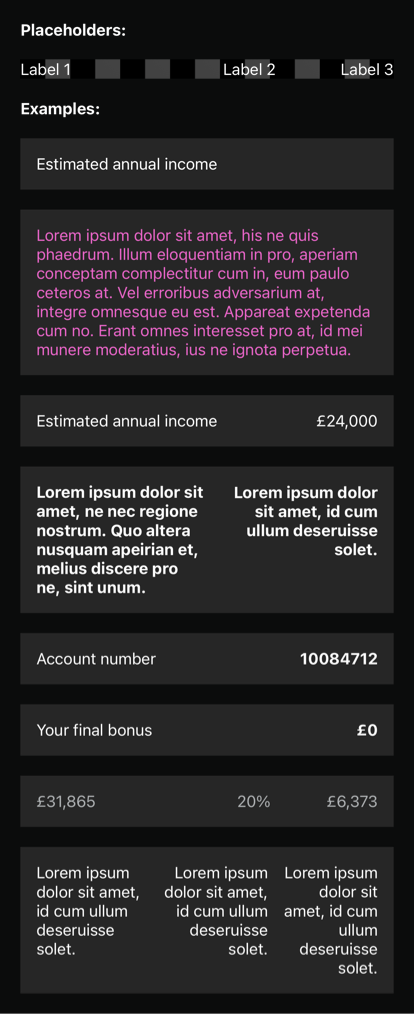 Placeholders:
Label 1 Label 2 Label 3
Examples:
Estimated annual income
Lorem ipsum dolor sit amet, his ne quis
phaedrum. Illum eloquentiam in pro, aperiam
conceptam complectitur cum in, eum paulo
ceteros at. Vel erroribus adversarium at,
integre omnesque eu est. Appareat expetenda
cum no. Erant omnes interesset pro at, id mei
munere moderatius, ius ne ignota perpetua.
Estimated annual income £24,000
Lorem ipsum dolor sit
amet, ne nec regione
nostrum. Quo altera
nusquam apeirian et,
melius discere pro
ne, sint unum.
Lorem ipsum dolor
sit amet, id cum
ullum deseruisse
solet.
Account number 10084712
Your final bonus £0
£31,865 20% £6,373
Lorem ipsum
dolor sit amet,
id cum ullum
deseruisse
solet.
Lorem ipsum
dolor sit amet,
id cum ullum
deseruisse
solet.
Lorem ipsum
dolor sit
amet, id cum
ullum
deseruisse
solet.